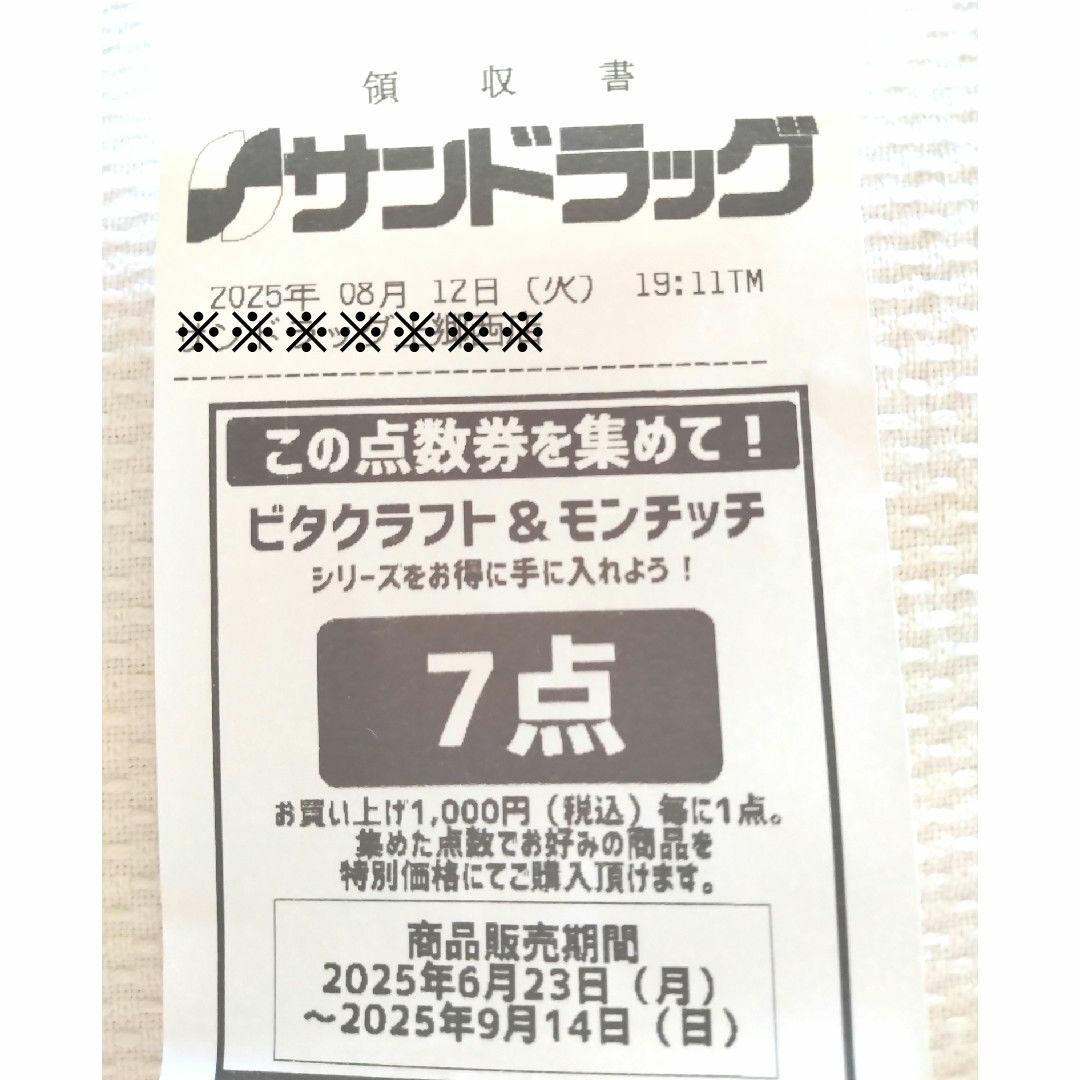 領 収 書
サンドラッグ
2025年 08月 12日 (火) 19:11TM
※※※※※※※
この点数券を集めて！
ビタクラフト＆モンチッチ
シリーズをお得に手に入れよう！
7点
お買い上げ1,000円（税込）毎に1点。
集めた点数でお好みの商品を
特別価格にてご購入頂けます。
商品販売期間
2025年6月23日（月）
～2025年9月14日（日）